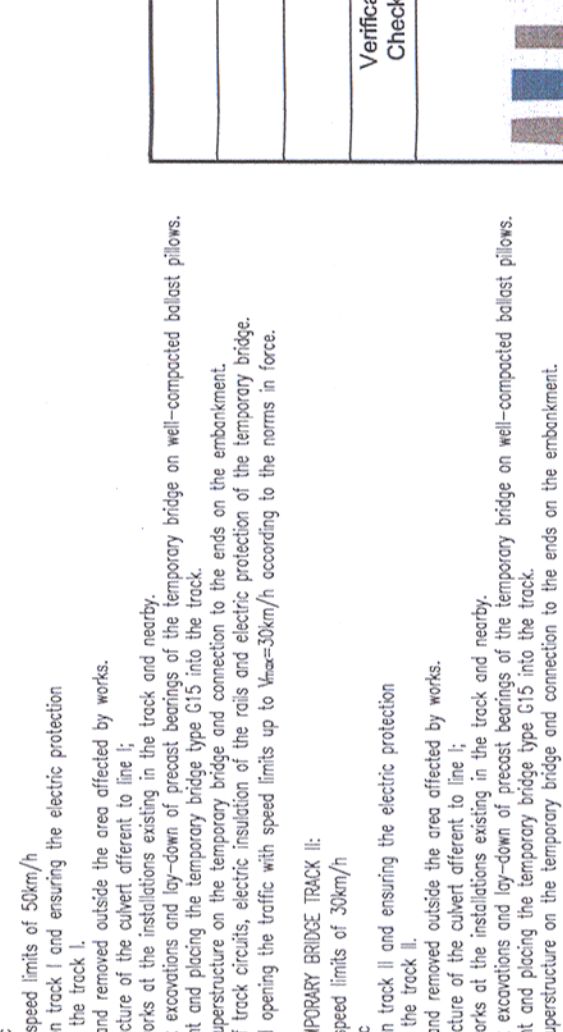 c
speed limits of 50km/h
n track I and ensuring the electric protection
the track I.
and removed outside the area affected by works.
cture of the culvert afferent to line I;
orks at the installations existing in the track and nearby.
excavations and lay-down of precast bearings of the temporary bridge on well-compacted ballast pillows.
nt and placing the temporary bridge type G15 into the track.
uperstructure on the temporary bridge and connection to the ends on the embankment.
f track circuits, electric insulation of the rails and electric protection of the temporary bridge.
l opening the traffic with speed limits up to Vmax=30km/h according to the norms in force.
MPORARY BRIDGE TRACK II:
speed limits of 30km/h
c
n track II and ensuring the electric protection
the track II.
and removed outside the area affected by works.
cture of the culvert afferent to line I;
orks at the installations existing in the track and nearby.
excavations and lay-down of precast bearings of the temporary bridge on well-compacted ballast pillows.
nt and placing the temporary bridge type G15 into the track.
uperstructure on the temporary bridge and connection to the ends on the embankment.
Verifica
Check